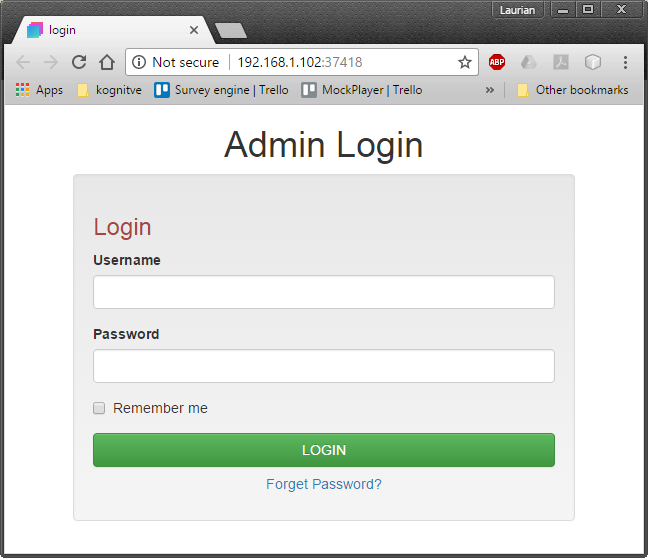 Laurian
login
Not secure 192.168.1.102:37418 ABP
Apps kognitve Survey engine | Trello MockPlayer | Trello » Other bookmarks
Admin Login
Login
Username
Password
Remember me
LOGIN
Forget Password?